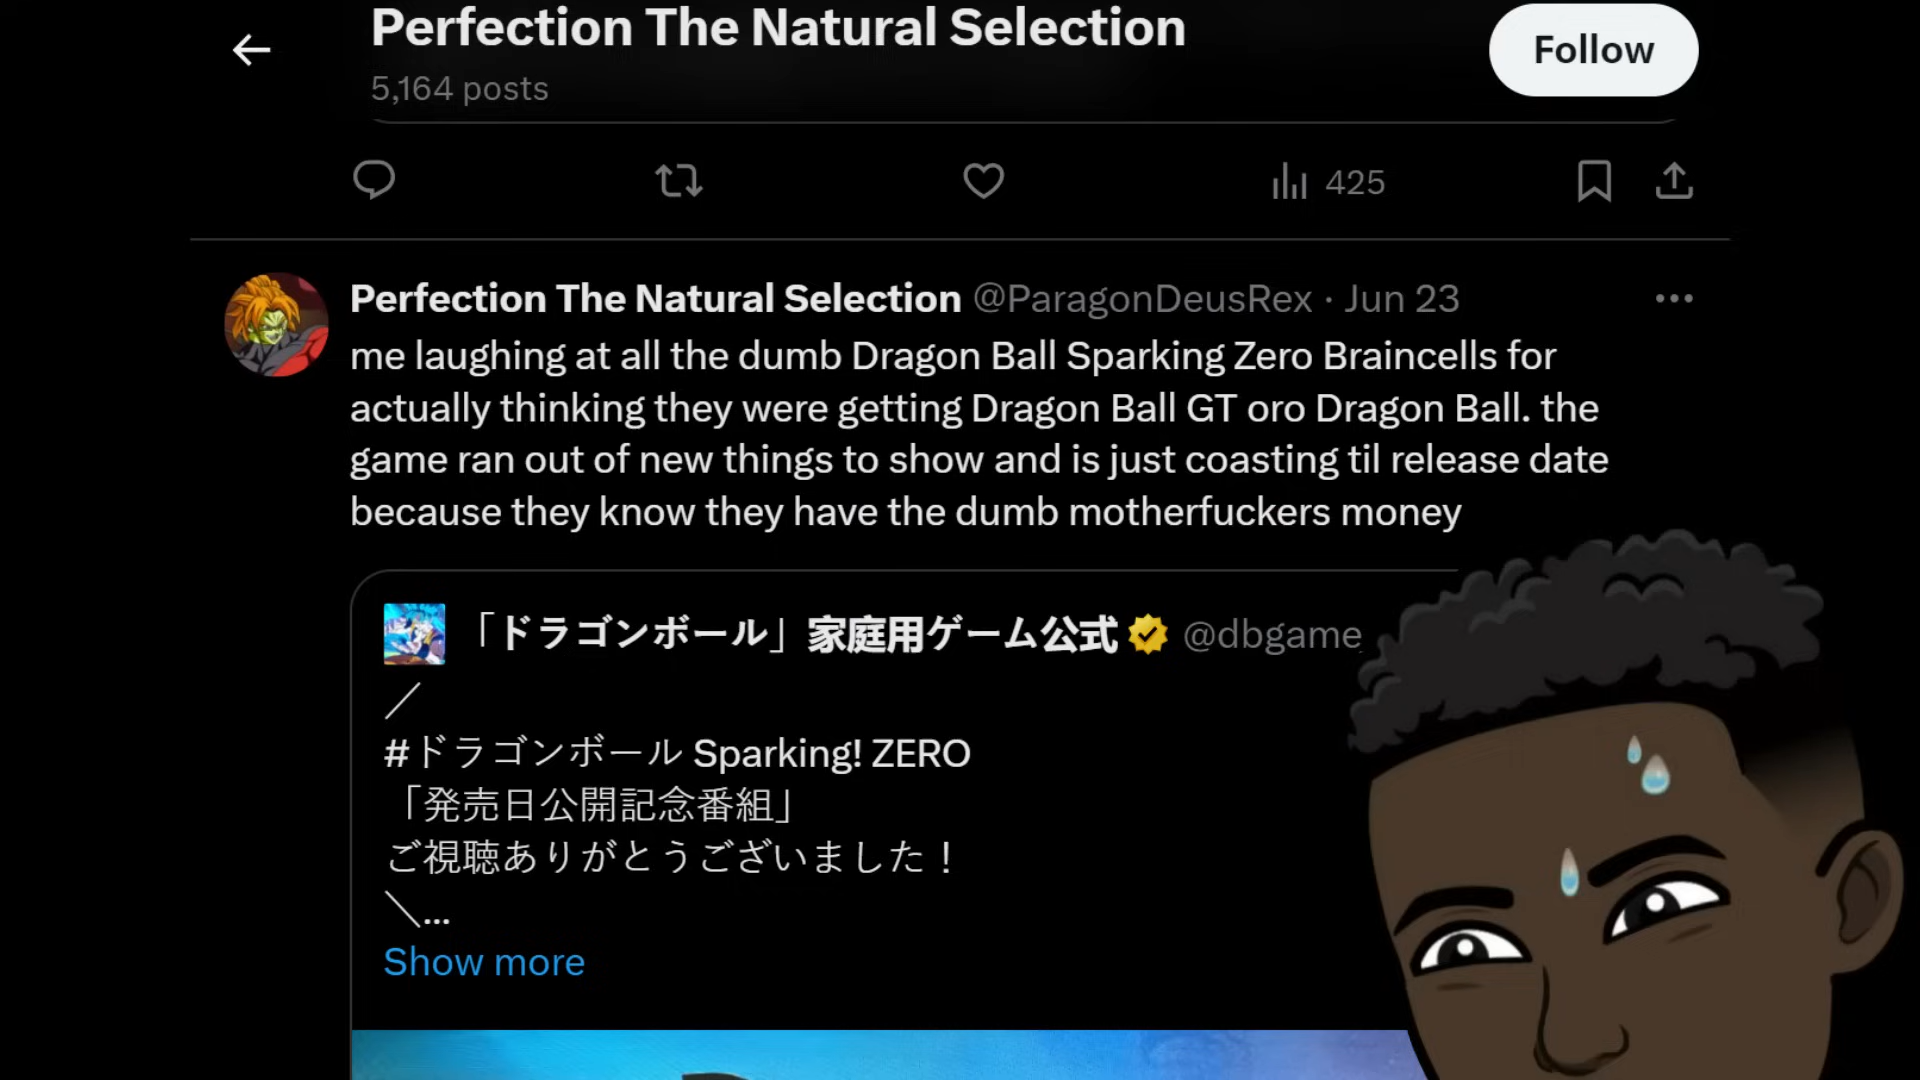 Perfection The Natural Selection
Follow
5,164 posts
425
Perfection The Natural Selection @ParagonDeusRex · Jun 23
me laughing at all the dumb Dragon Ball Sparking Zero Braincells for
actually thinking they were getting Dragon Ball GT oro Dragon Ball. the
game ran out of new things to show and is just coasting til release date
because they know they have the dumb motherfuckers money
「ドラゴンボール」家庭用ゲーム公式 @dbgame
／
#ドラゴンボール Sparking! ZERO
「発売日公開記念番組」
ご視聴ありがとうございました！
＼...
Show more